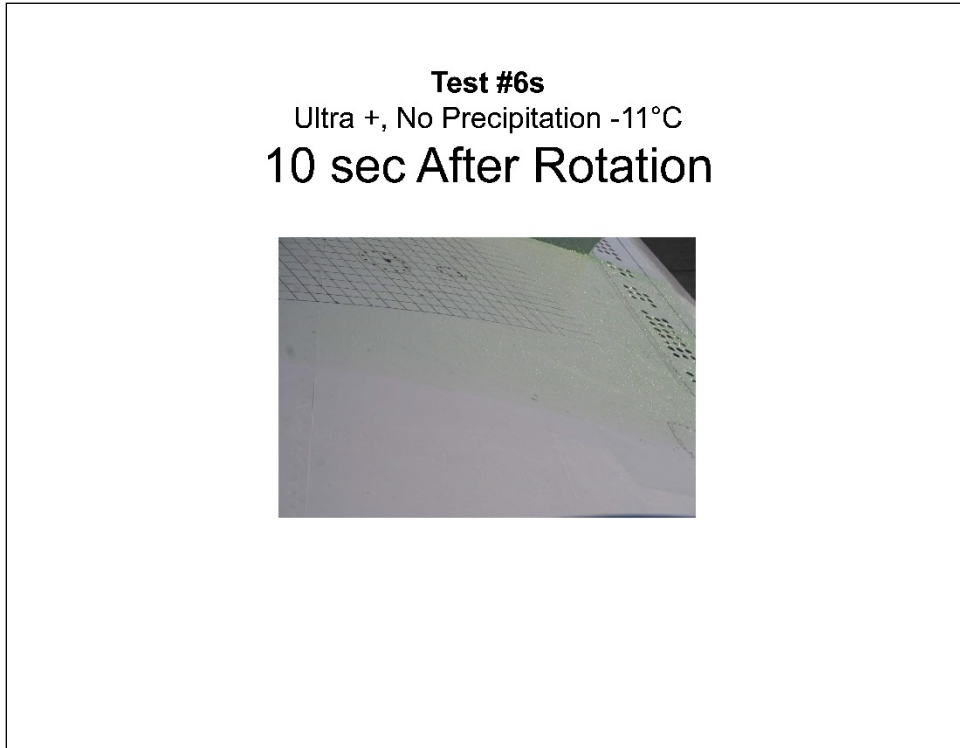 Test #6s
Ultra +, No Precipitation -11°C
10 sec After Rotation